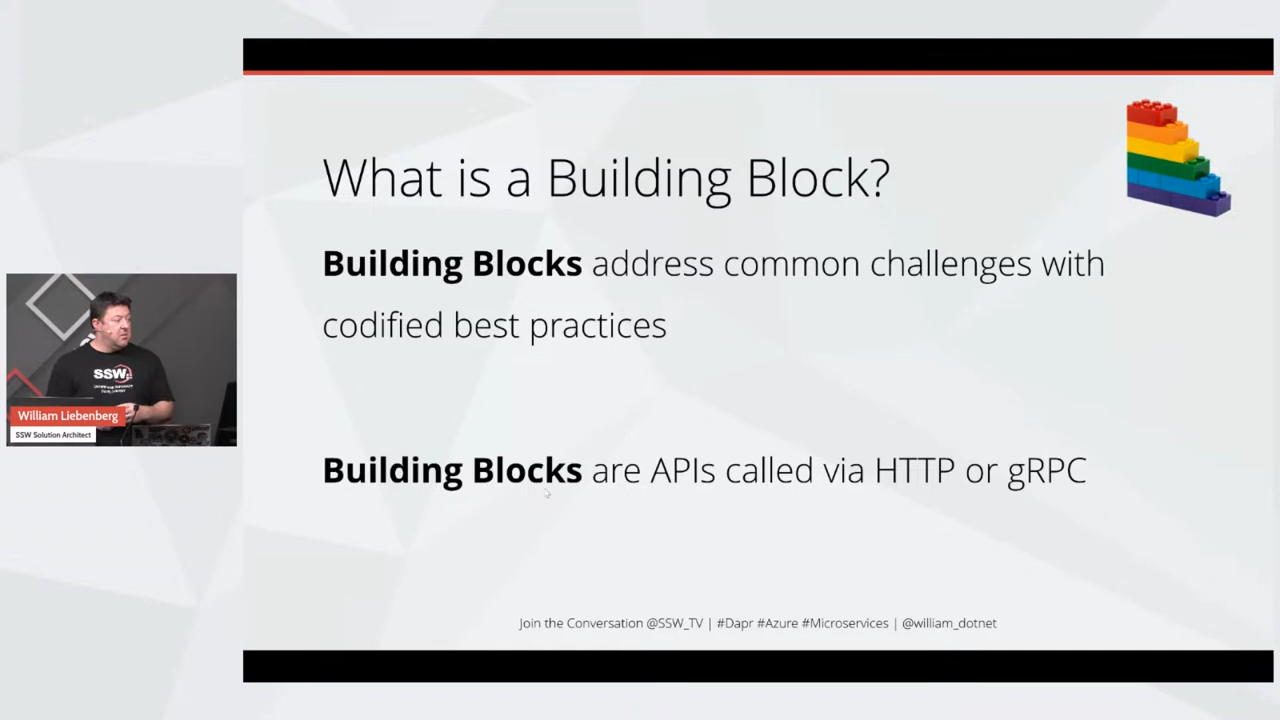 What is a Building Block?
Building Blocks address common challenges with
codified best practices
Building Blocks are APIs called via HTTP or gRPC
SSW
William Liebenberg
SSW Solution Architect
Join the Conversation @SSW_TV | #Dapr #Azure #Microservices | @william_dotnet